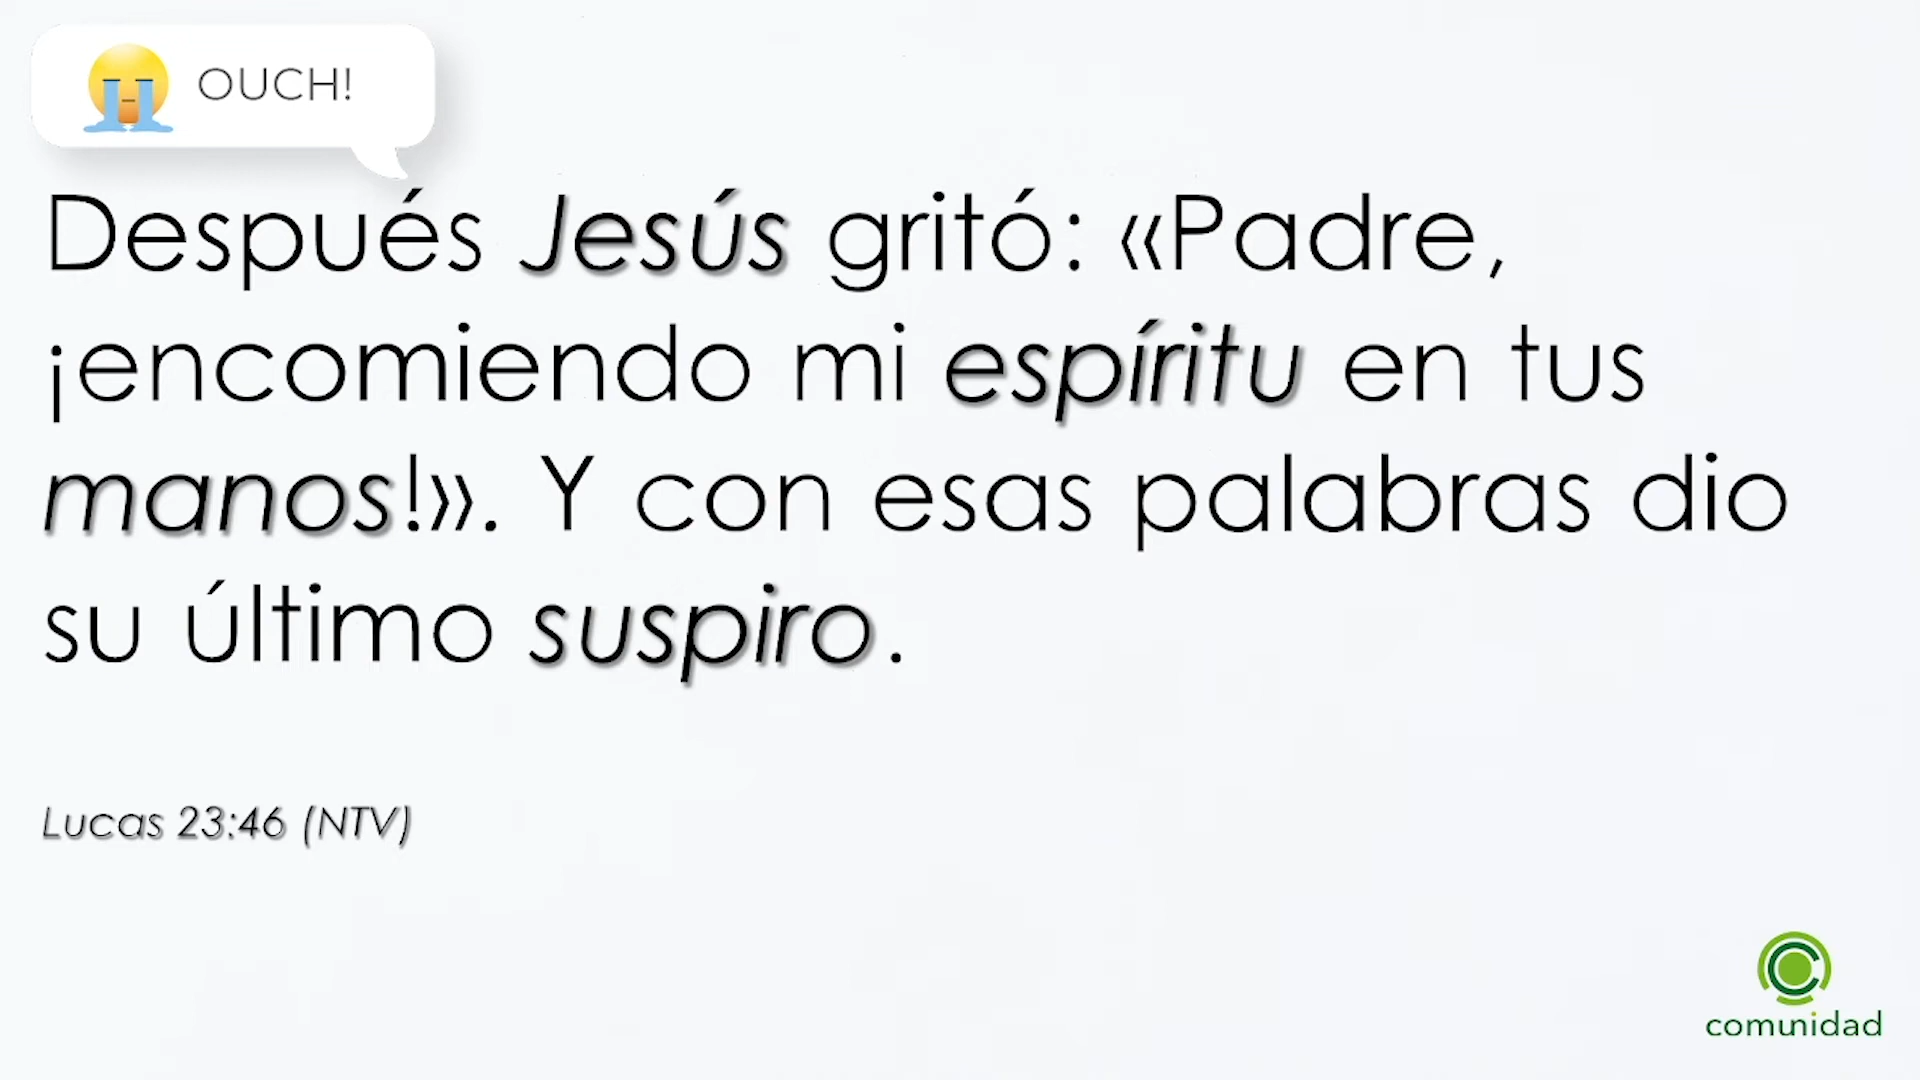 OUCH!
Después Jesús gritó: «Padre,
¡encomiendo mi espíritu en tus
manos!». Y con esas palabras dio
su último suspiro.
Lucas 23:46 (NTV)
comunidad